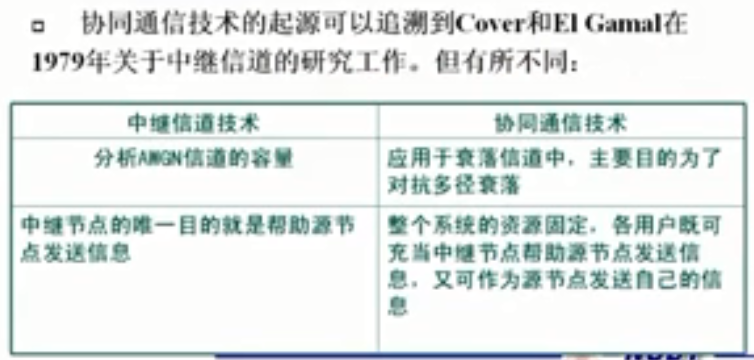 □ 协同通信技术的起源可以追溯到Cover和El Gamal在
1979年关于中继信道的研究工作。但有所不同：
中继信道技术
协同通信技术
分析AWGN信道的容量
应用于衰落信道中，主要目的为了
对抗多径衰落
中继节点的唯一目的就是帮助源节
点发送信息
整个系统的资源固定，各用户既可
充当中继节点帮助源节点发送信
息，又可作为源节点发送自己的信
息